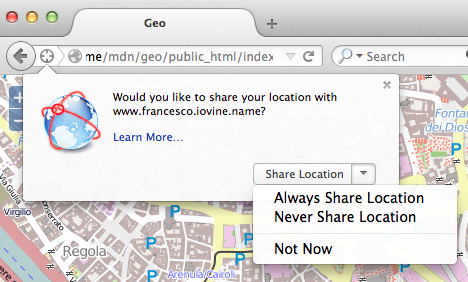 Geo
me/mdn/geo/public_html/index
Search
Would you like to share your location with
www.francesco.iovine.name?
Learn More...
Share Location
Always Share Location
Never Share Location
Not Now
Fontane
dei Dios
Via Giulia
Virgilio
Regola
Arenula/Cairoli
P
P
P
P
P